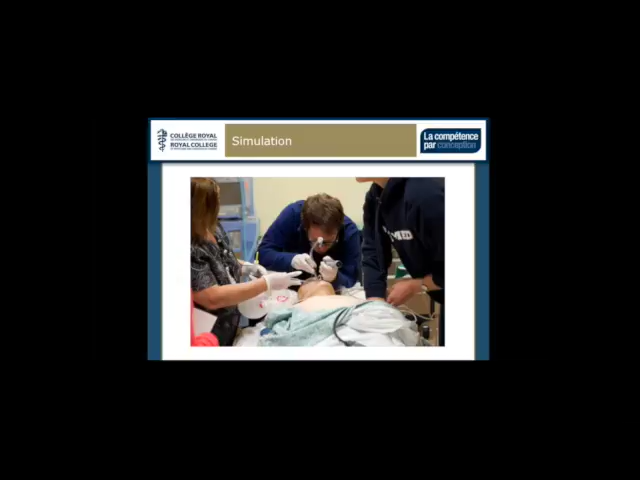 COLLÈGE ROYAL
ROYAL COLLEGE
Simulation
La compétence
par conception